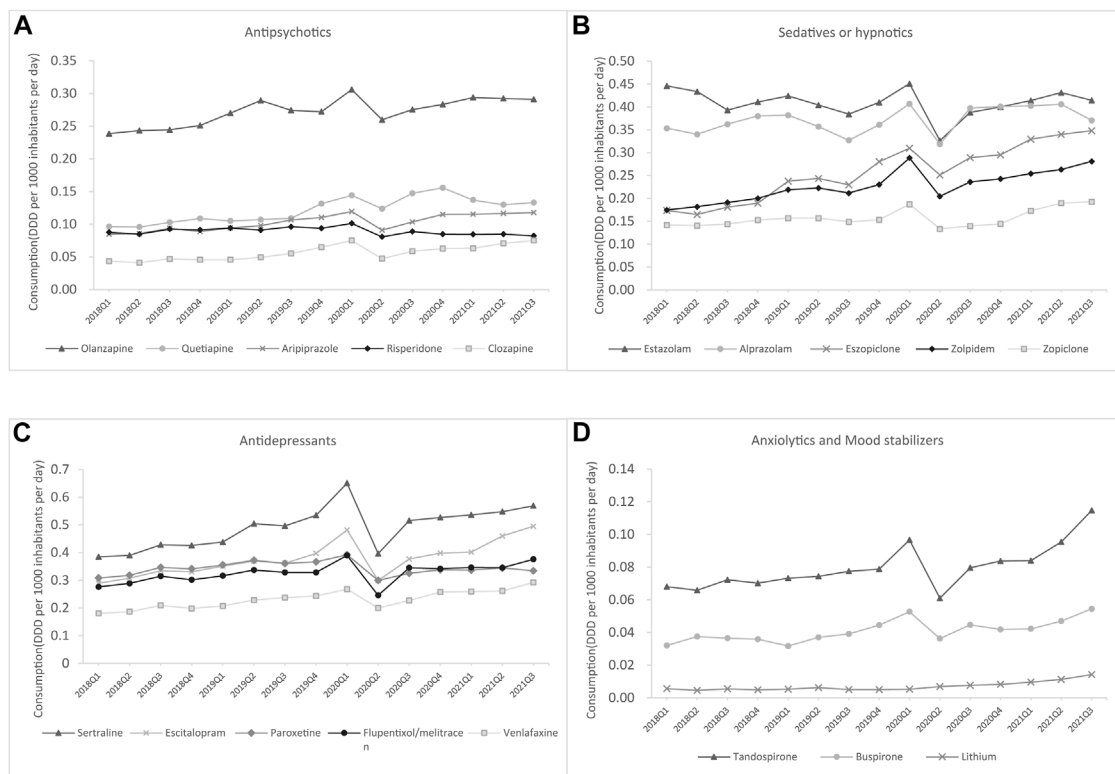 A
Antipsychotics
Consumption(DDD per 1000 inhabitants per day)
0.35
0.30
0.25
0.20
0.15
0.10
0.05
0.00
2018Q1 2018Q2 2018Q3 2018Q4 2019Q1 2019Q2 2019Q3 2019Q4 2020Q1 2020Q2 2020Q3 2020Q4 2021Q1 2021Q2 2021Q3
Olanzapine Quetiapine Aripiprazole Risperidone Clozapine
B
Sedatives or hypnotics
Consumption(DDD per 1000 inhabitants per day)
0.50
0.45
0.40
0.35
0.30
0.25
0.20
0.15
0.10
0.05
0.00
2018Q1 2018Q2 2018Q3 2018Q4 2019Q1 2019Q2 2019Q3 2019Q4 2020Q1 2020Q2 2020Q3 2020Q4 2021Q1 2021Q2 2021Q3
Estazolam Alprazolam Eszopiclone Zolpidem Zopiclone
C
Antidepressants
Consumption(DDD per 1000 inhabitants per day)
0.7
0.6
0.5
0.4
0.3
0.2
0.1
0
2018Q1 2018Q2 2018Q3 2018Q4 2019Q1 2019Q2 2019Q3 2019Q4 2020Q1 2020Q2 2020Q3 2020Q4 2021Q1 2021Q2 2021Q3
Sertraline Escitalopram Paroxetine Flupentixol/melitrace Venlafaxine
n
D
Anxiolytics and Mood stabilizers
Consumption(DDD per 1000 inhabitants per day)
0.14
0.12
0.10
0.08
0.06
0.04
0.02
0.00
2018Q1 2018Q2 2018Q3 2018Q4 2019Q1 2019Q2 2019Q3 2019Q4 2020Q1 2020Q2 2020Q3 2020Q4 2021Q1 2021Q2 2021Q3
Tandospirone Buspirone Lithium